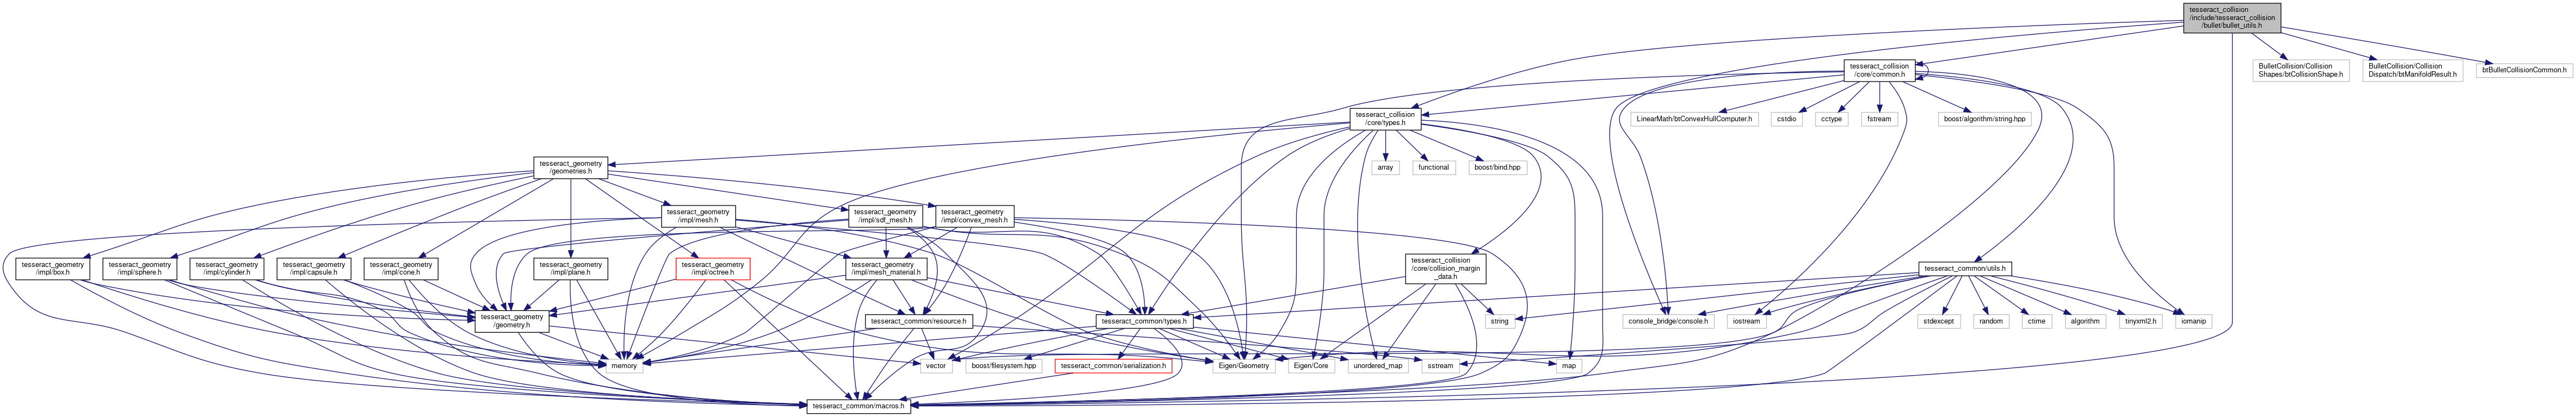 tesseract_collision
/include/tesseract_collision
/bullet/bullet_utils.h
tesseract_collision
/core/common.h
BulletCollision/Collision
Shapes/btCollisionShape.h
BulletCollision/Collision
Dispatch/btManifoldResult.h
btBulletCollisionCommon.h
tesseract_collision
/core/types.h
LinearMath/btConvexHullComputer.h
cstdio
cctype
fstream
boost/algorithm/string.hpp
tesseract_geometry
/geometries.h
array
functional
boost/bind.hpp
tesseract_geometry
/impl/mesh.h
tesseract_geometry
/impl/sdf_mesh.h
tesseract_geometry
/impl/convex_mesh.h
tesseract_geometry
/impl/box.h
tesseract_geometry
/impl/sphere.h
tesseract_geometry
/impl/cylinder.h
tesseract_geometry
/impl/capsule.h
tesseract_geometry
/impl/cone.h
tesseract_geometry
/impl/plane.h
tesseract_geometry
/impl/octree.h
tesseract_geometry
/impl/mesh_material.h
tesseract_collision
/core/collision_margin
_data.h
tesseract_common/utils.h
tesseract_geometry
/geometry.h
tesseract_common/resource.h
tesseract_common/types.h
string
console_bridge/console.h
iostream
stdexcept
random
ctime
algorithm
tinyxml2.h
iomanip
memory
vector
boost/filesystem.hpp
tesseract_common/serialization.h
Eigen/Geometry
Eigen/Core
unordered_map
sstream
map
tesseract_common/macros.h